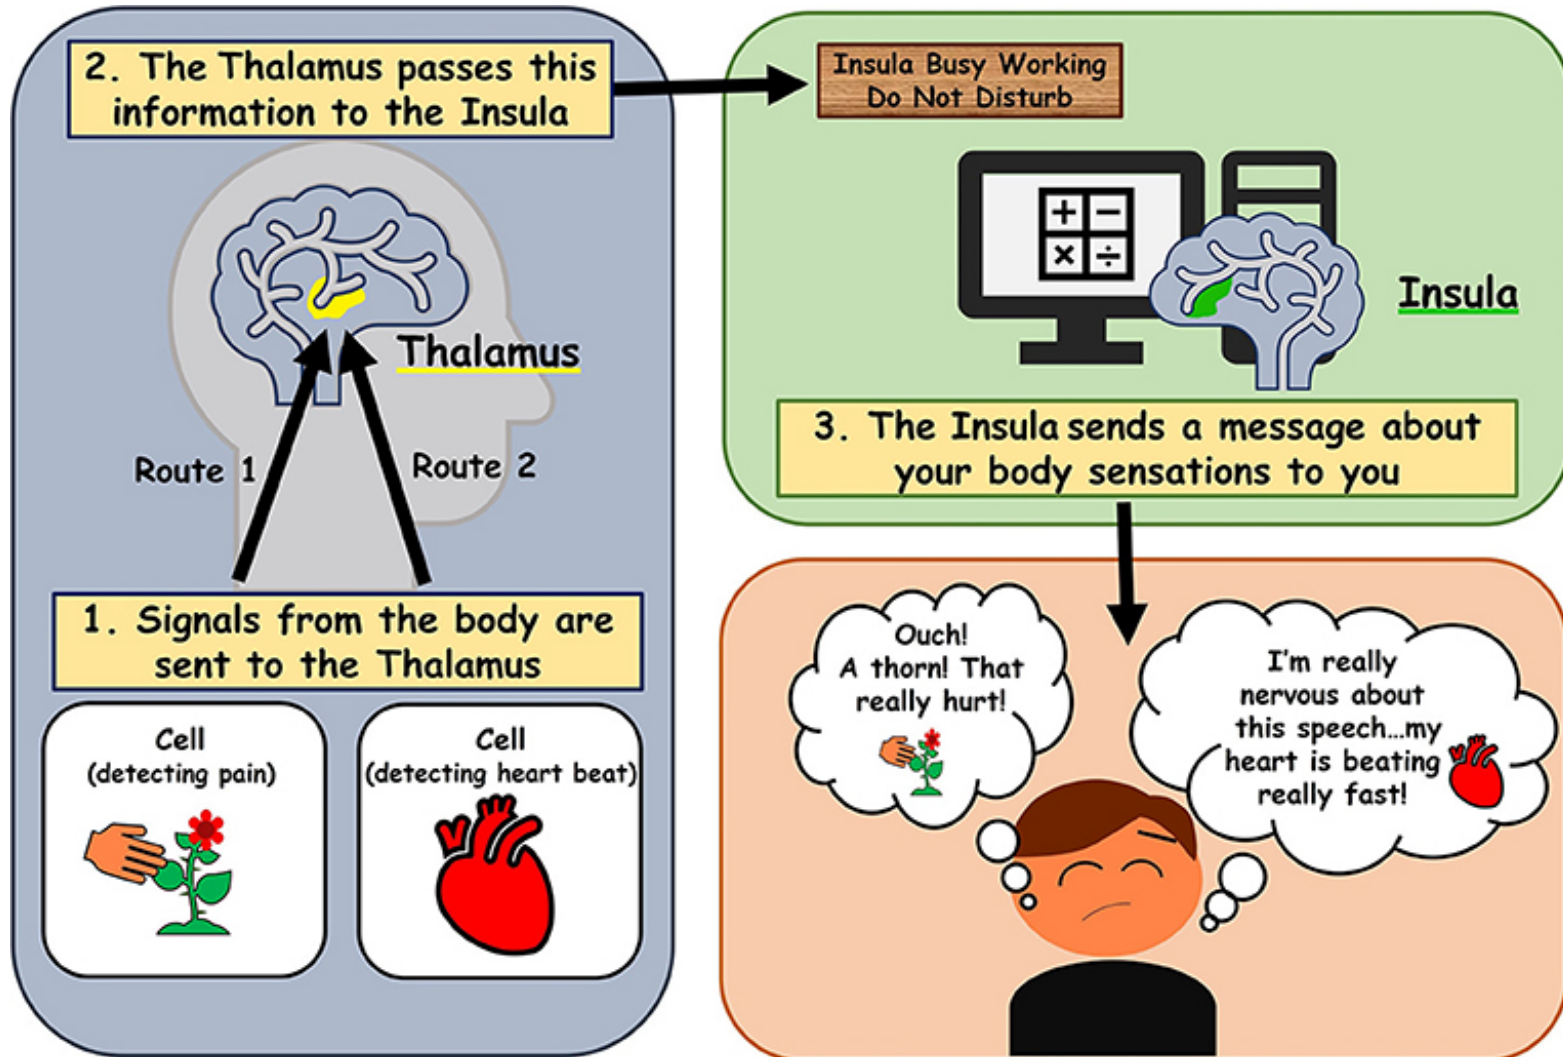 2. The Thalamus passes this
information to the Insula
Thalamus
Route 1
Route 2
1. Signals from the body are
sent to the Thalamus
Cell
(detecting pain)
Cell
(detecting heart beat)
Insula Busy Working
Do Not Disturb
+ −
× ÷
Insula
3. The Insula sends a message about
your body sensations to you
Ouch!
A thorn! That
really hurt!
I'm really
nervous about
this speech...my
heart is beating
really fast!